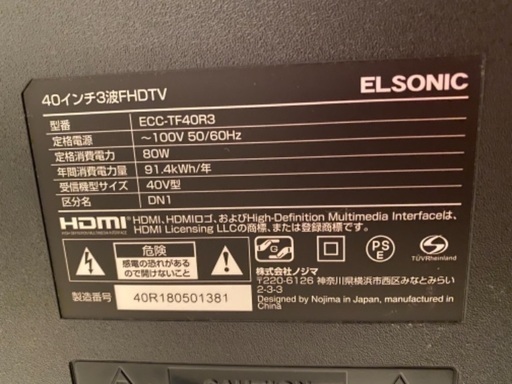 40インチ3波FHDTV
ELSONIC
型番 ECC-TF40R3
定格電源 ~100V 50/60Hz
定格消費電力 80W
年間消費電力量 91.4kWh/年
受信機型サイズ 40V型
区分名 DN1
HDMI HDMI、HDMIロゴ、およびHigh-Definition Multimedia Interfaceは、
HDMI Licensing LLCの商標、または登録商標です。
危険
感電の恐れがある
ので開けないこと
製造番号 40R180501381
G
PS
E
TÜVRheinland
株式会社ノジマ
〒220-6126 神奈川県横浜市西区みなとみらい
2-3-3
Designed by Nojima in Japan, manufactured in
China